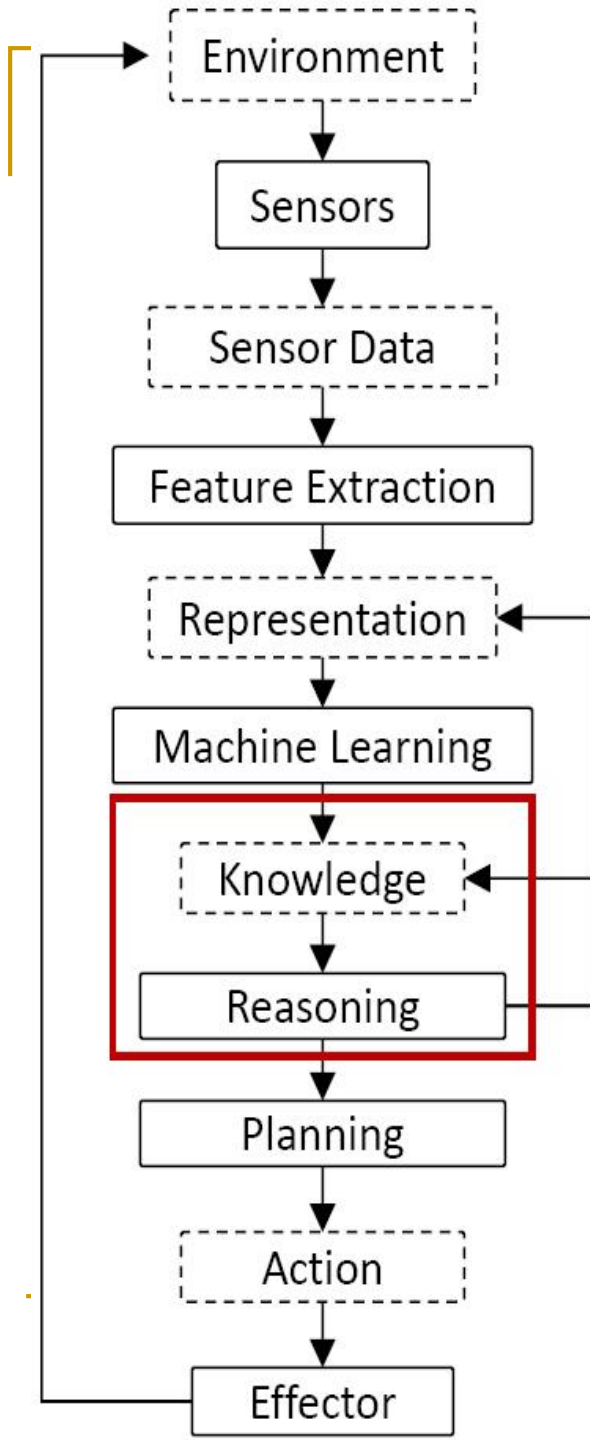 Environment
Sensors
Sensor Data
Feature Extraction
Representation
Machine Learning
Knowledge
Reasoning
Planning
Action
Effector